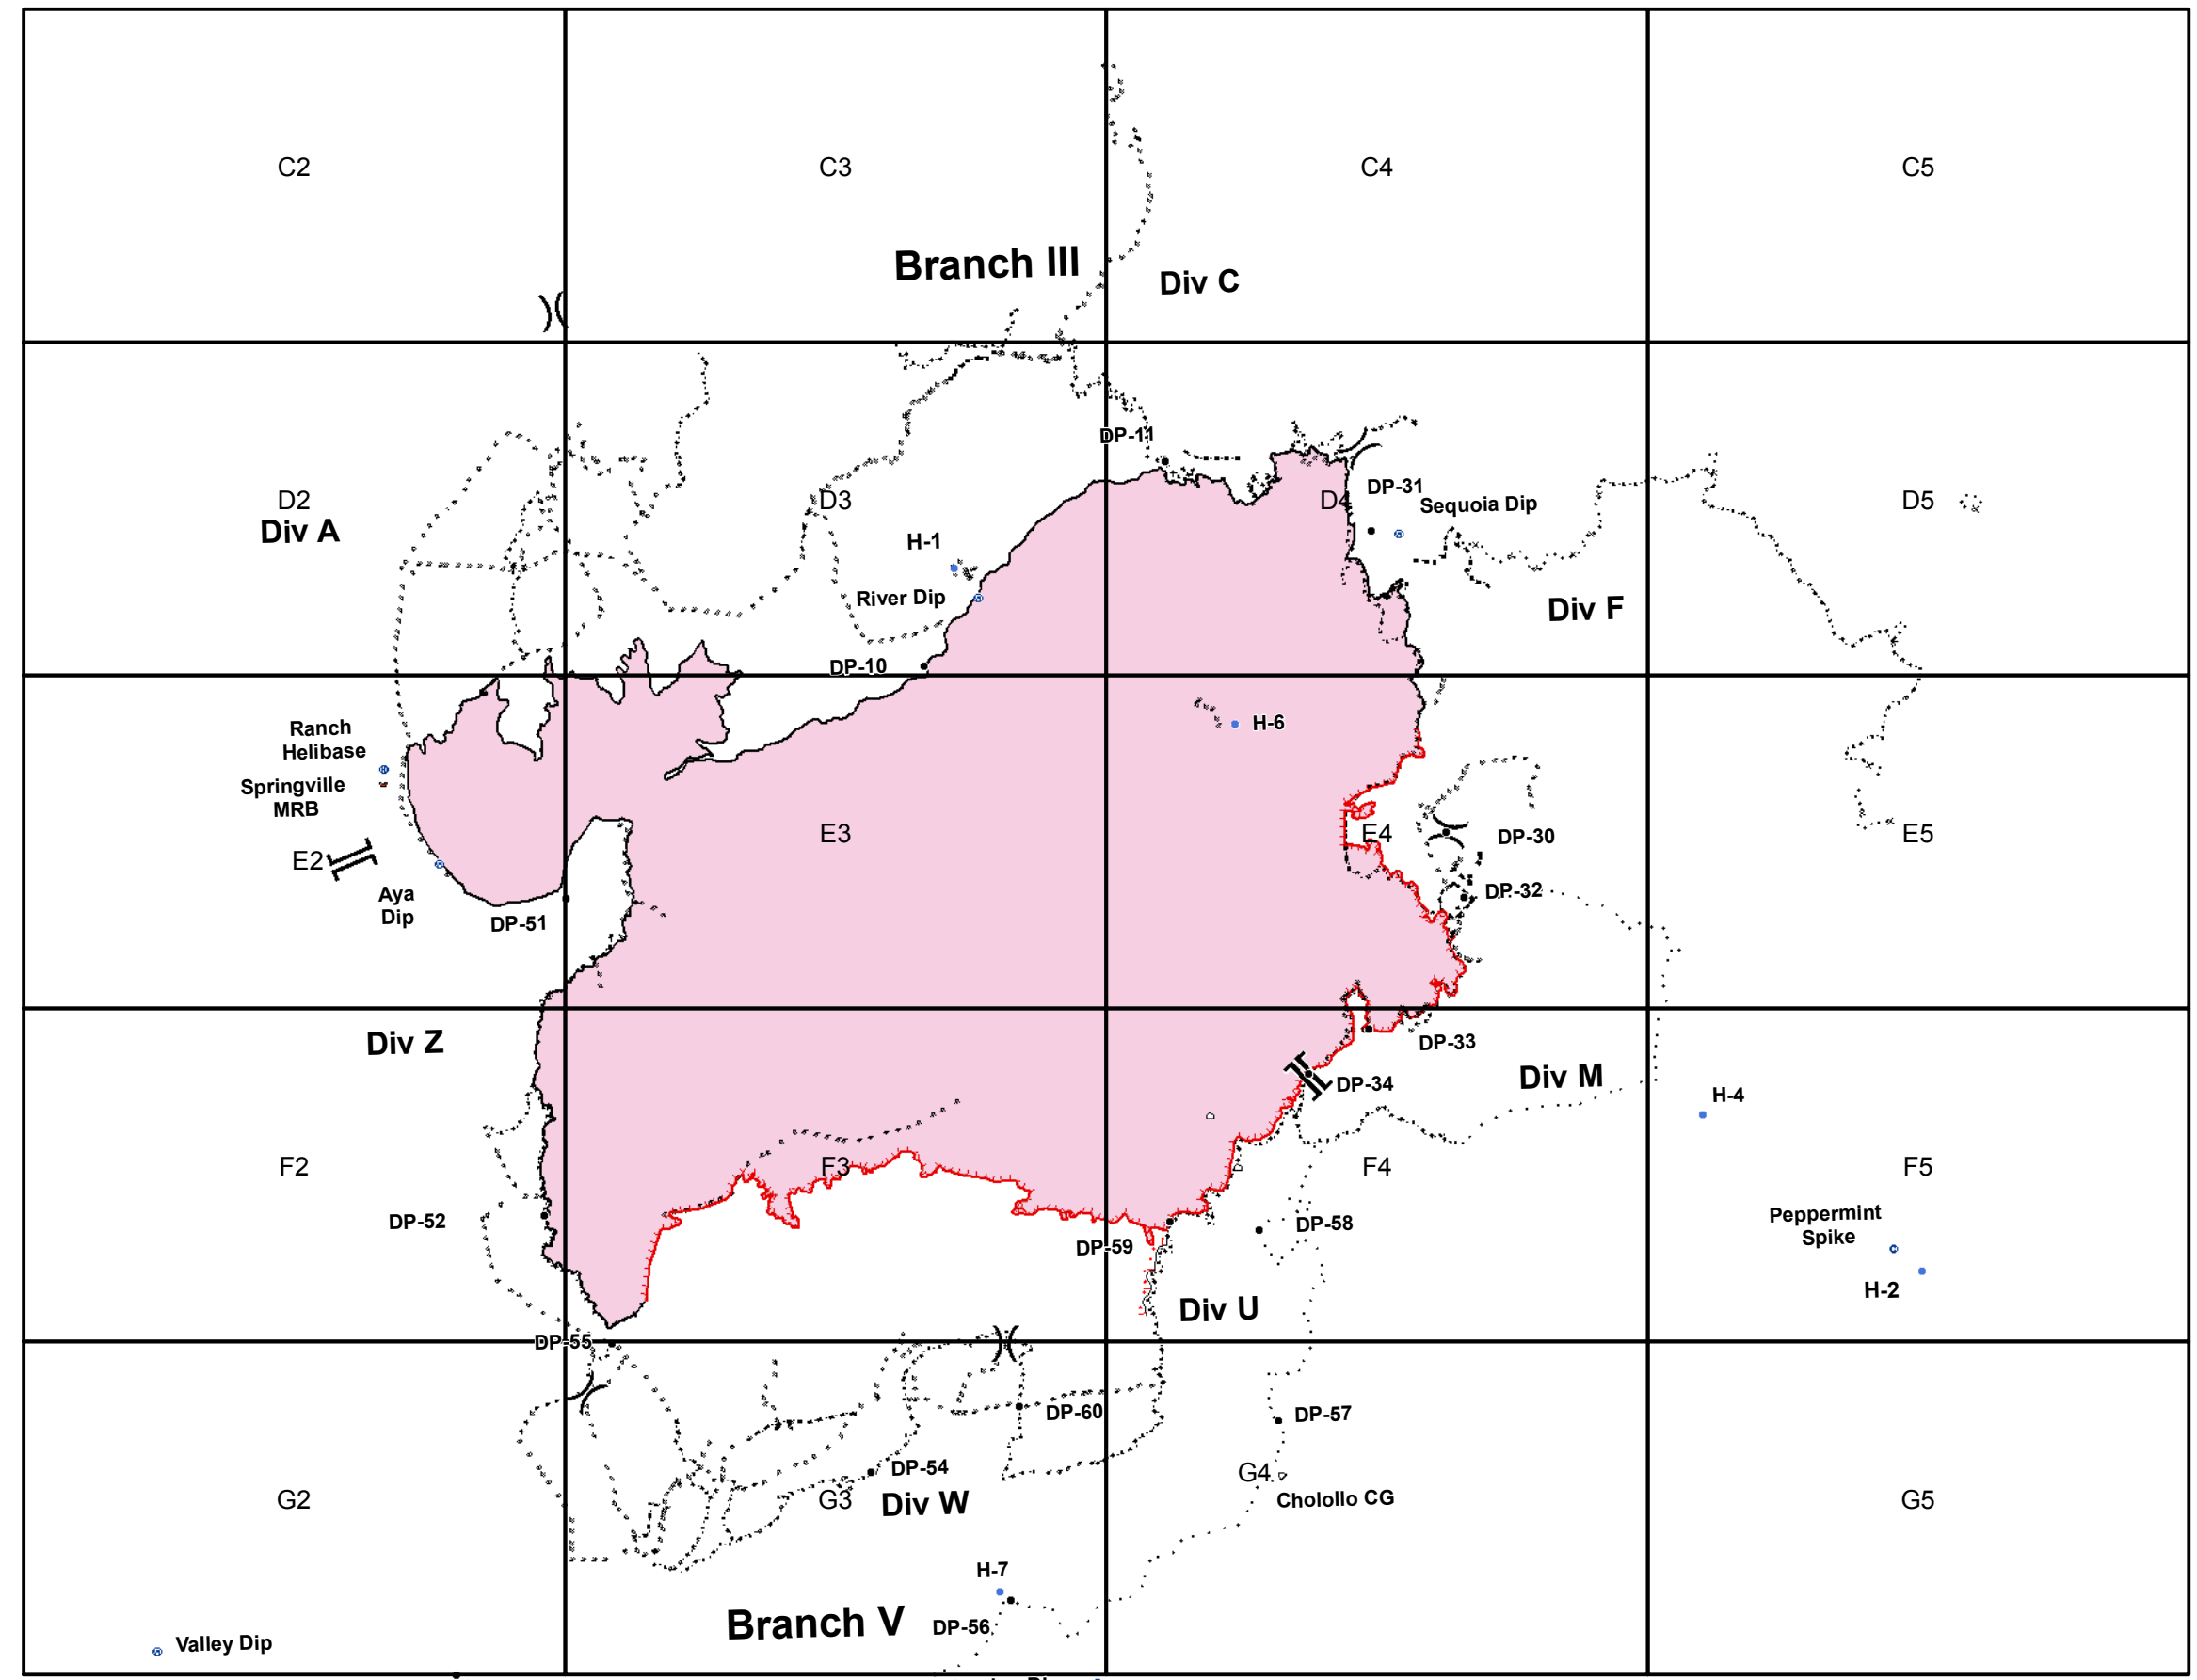 C2
C3
C4
C5
Branch III
Div C
DP-11
D2
D3
D4
DP-31
D5
Sequoia Dip
Div A
H-1
River Dip
Div F
DP-10
Ranch
Helibase
H-6
Springville
MRB
E2
E3
E4
DP-30
E5
Aya
Dip
DP-32
DP-51
Div Z
DP-33
DP-34
Div M
H-4
F2
F3
F4
F5
DP-52
DP-59
DP-58
Peppermint
Spike
H-2
Div U
DP-55
DP-60
DP-57
DP-54
G2
G3
Div W
G4
Cholollo CG
G5
H-7
Branch V
DP-56
Valley Dip